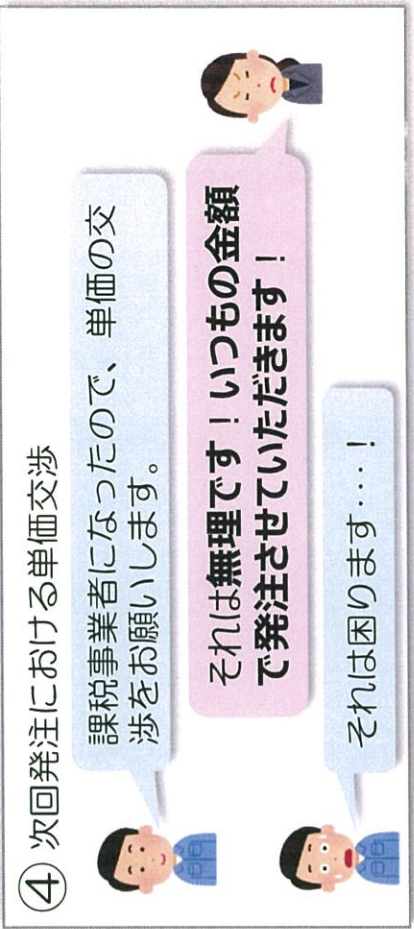 ④ 次回発注における単価交渉
課税事業者になったので、単価の交
渉をお願いします。
それは無理です！いつもの金額
で発注させていただきます！
それは困ります･･･！